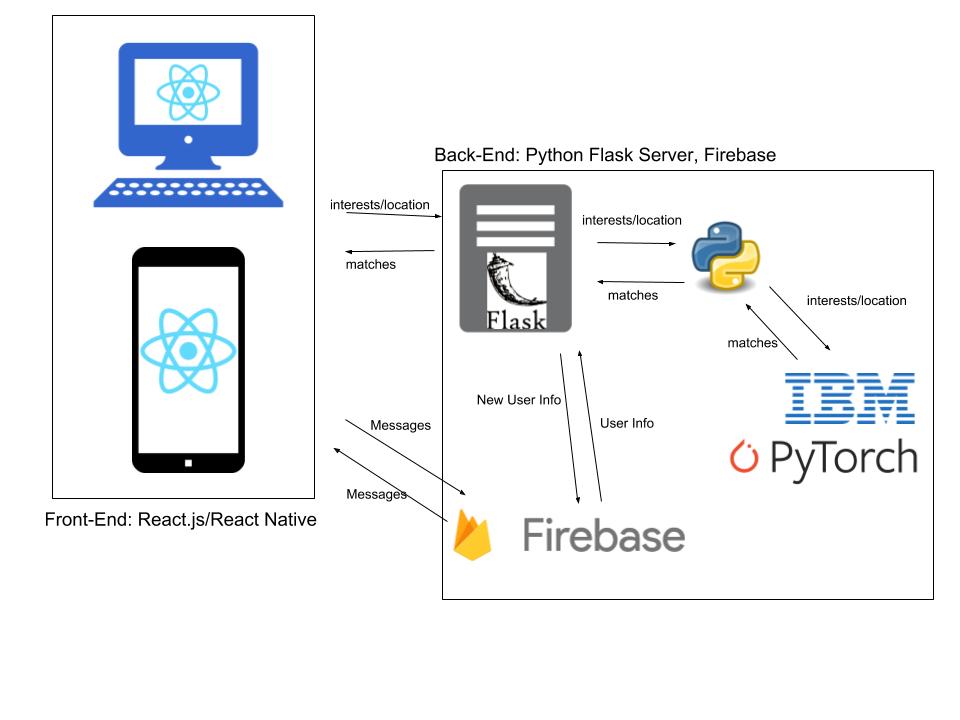 Back-End: Python Flask Server, Firebase
interests/location
matches
Flask
interests/location
matches
interests/location
matches
IBM
PyTorch
New User Info
User Info
Messages
Messages
Firebase
Front-End: React.js/React Native